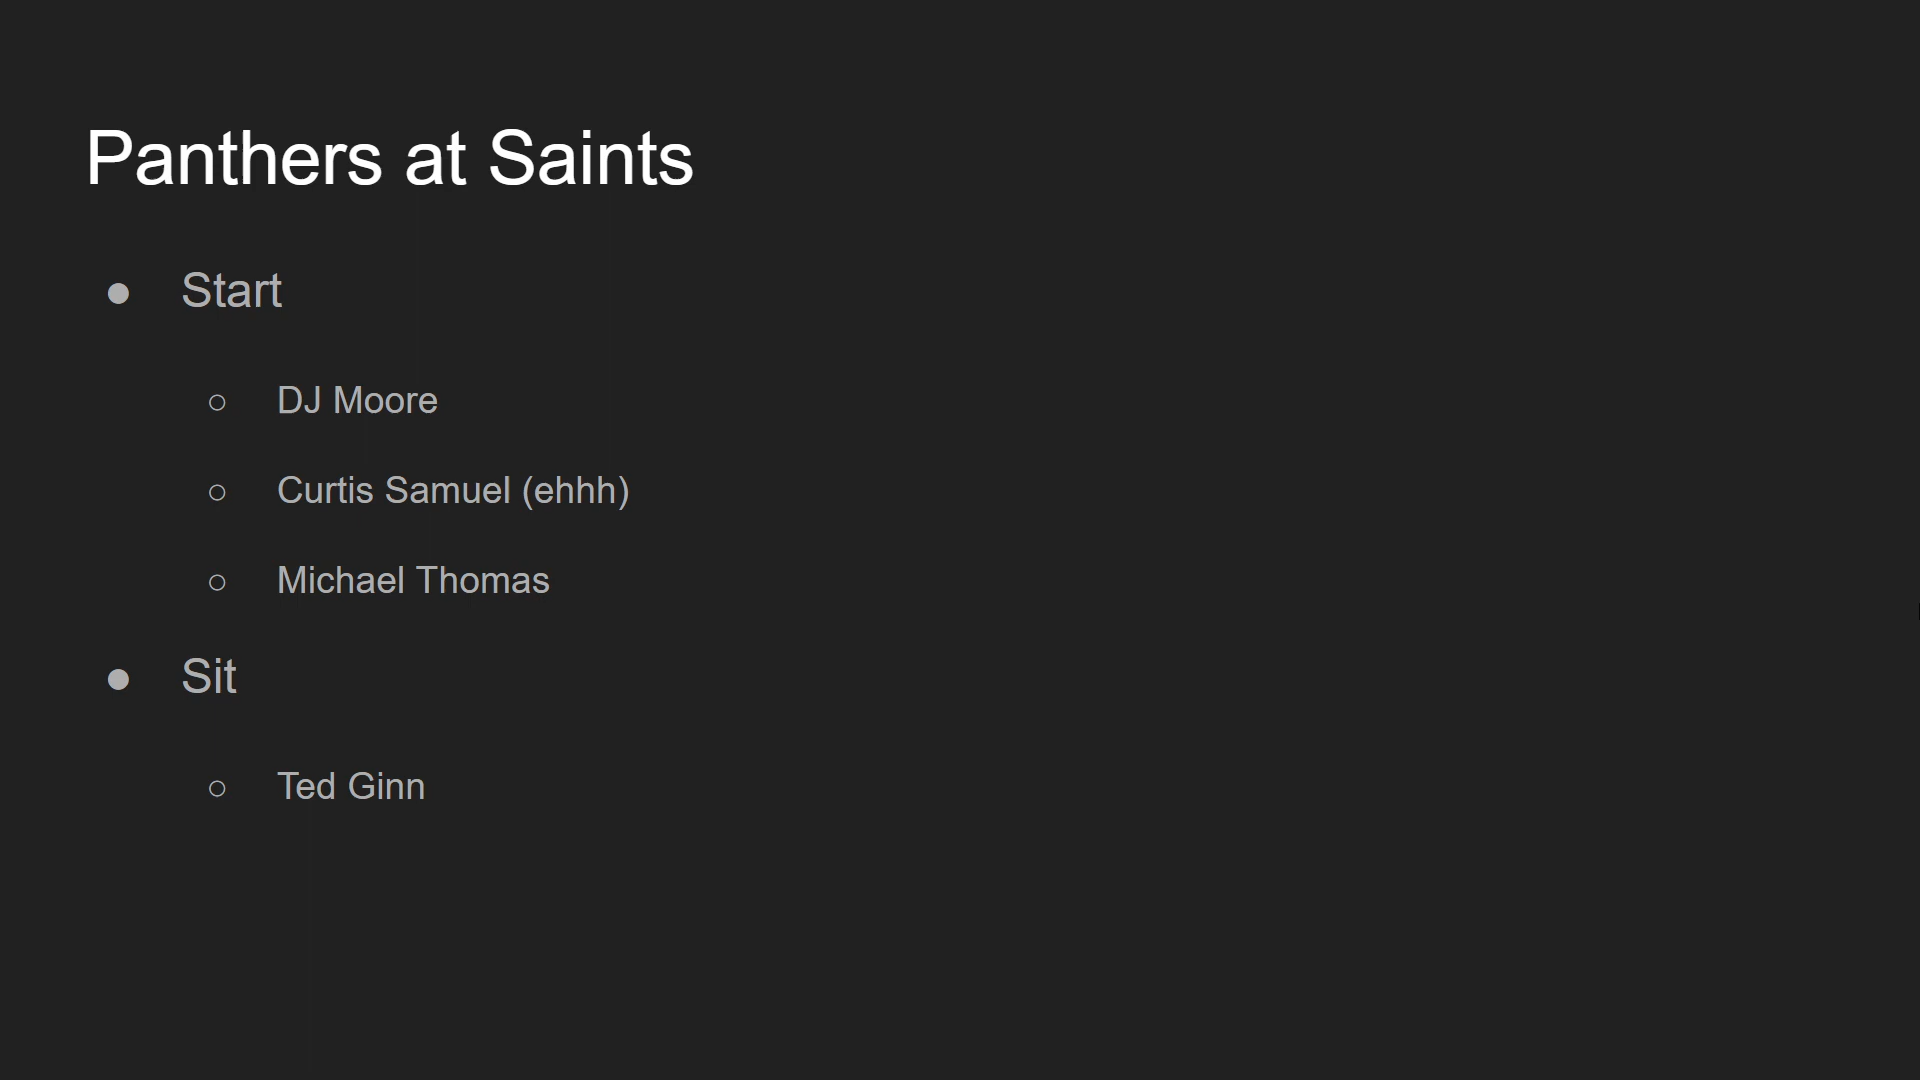 Panthers at Saints
● Start
○ DJ Moore
○ Curtis Samuel (ehhh)
○ Michael Thomas
● Sit
○ Ted Ginn